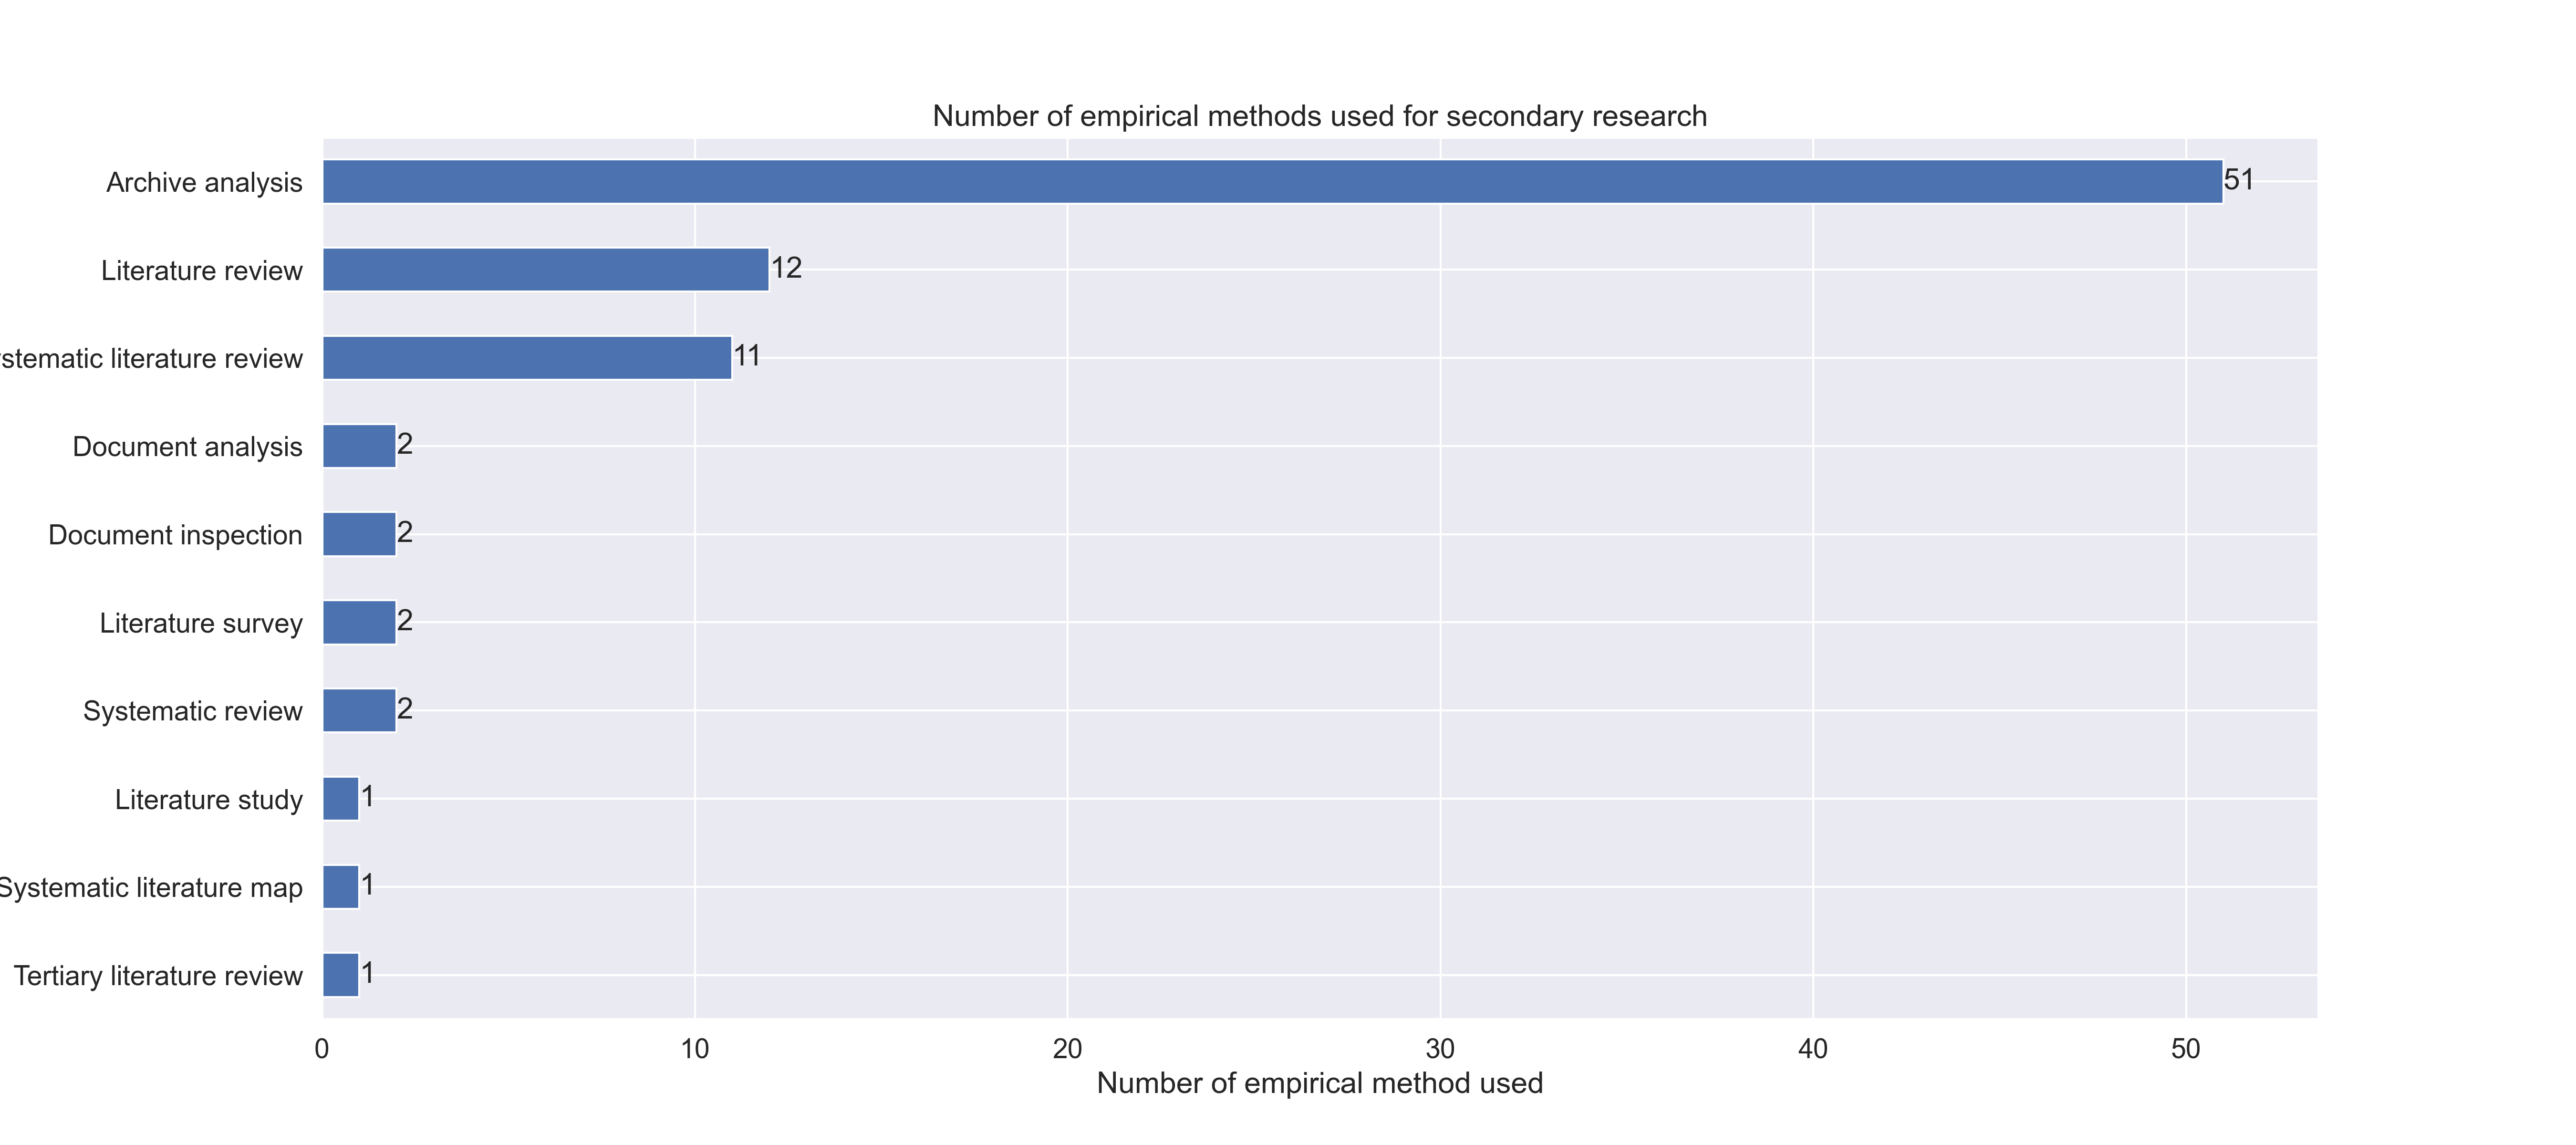 Number of empirical methods used for secondary research
Archive analysis 51
Literature review 12
stematic literature review 11
Document analysis 2
Document inspection 2
Literature survey 2
Systematic review 2
Literature study 1
Systematic literature map 1
Tertiary literature review 1
0 10 20 30 40 50
Number of empirical method used